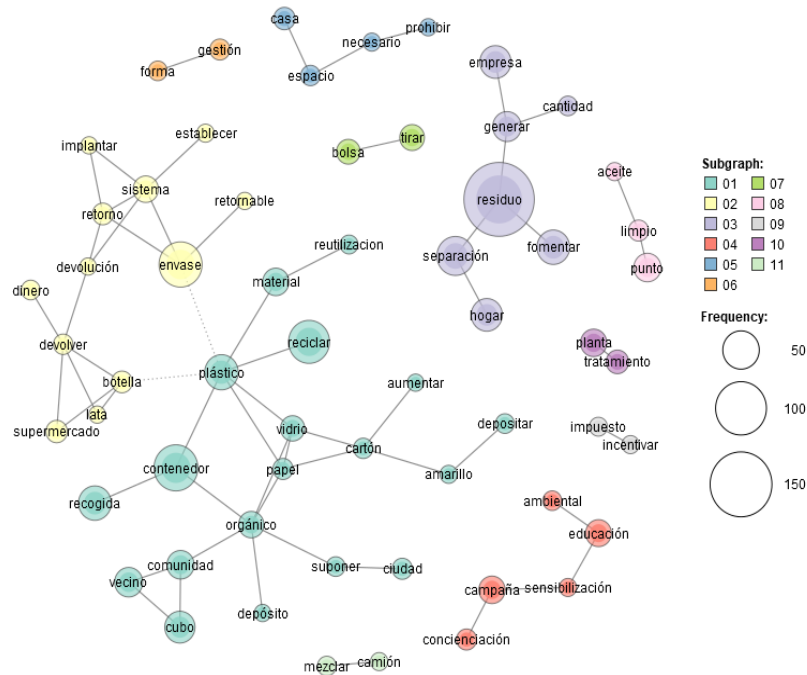 casa
prohibir
necesario
gestión
forma
espacio
empresa
cantidad
generar
establecer
implantar
tirar
bolsa
sistema
retornable
retorno
residuo
aceite
limpio
reutilizacion
fomentar
separación
envase
devolución
punto
material
dinero
hogar
devolver
reciclar
planta
plástico
tratamiento
botella
aumentar
lata
supermercado
vidrio
depositar
impuesto
incentivar
cartón
papel
contenedor
amarillo
recogida
ambiental
orgánico
educación
comunidad
suponer
ciudad
vecino
campaña
sensibilización
depósito
cubo
concienciación
mezclar
camión
Subgraph:
01 07
02 08
03 09
04 10
05 11
06
Frequency:
50
100
150